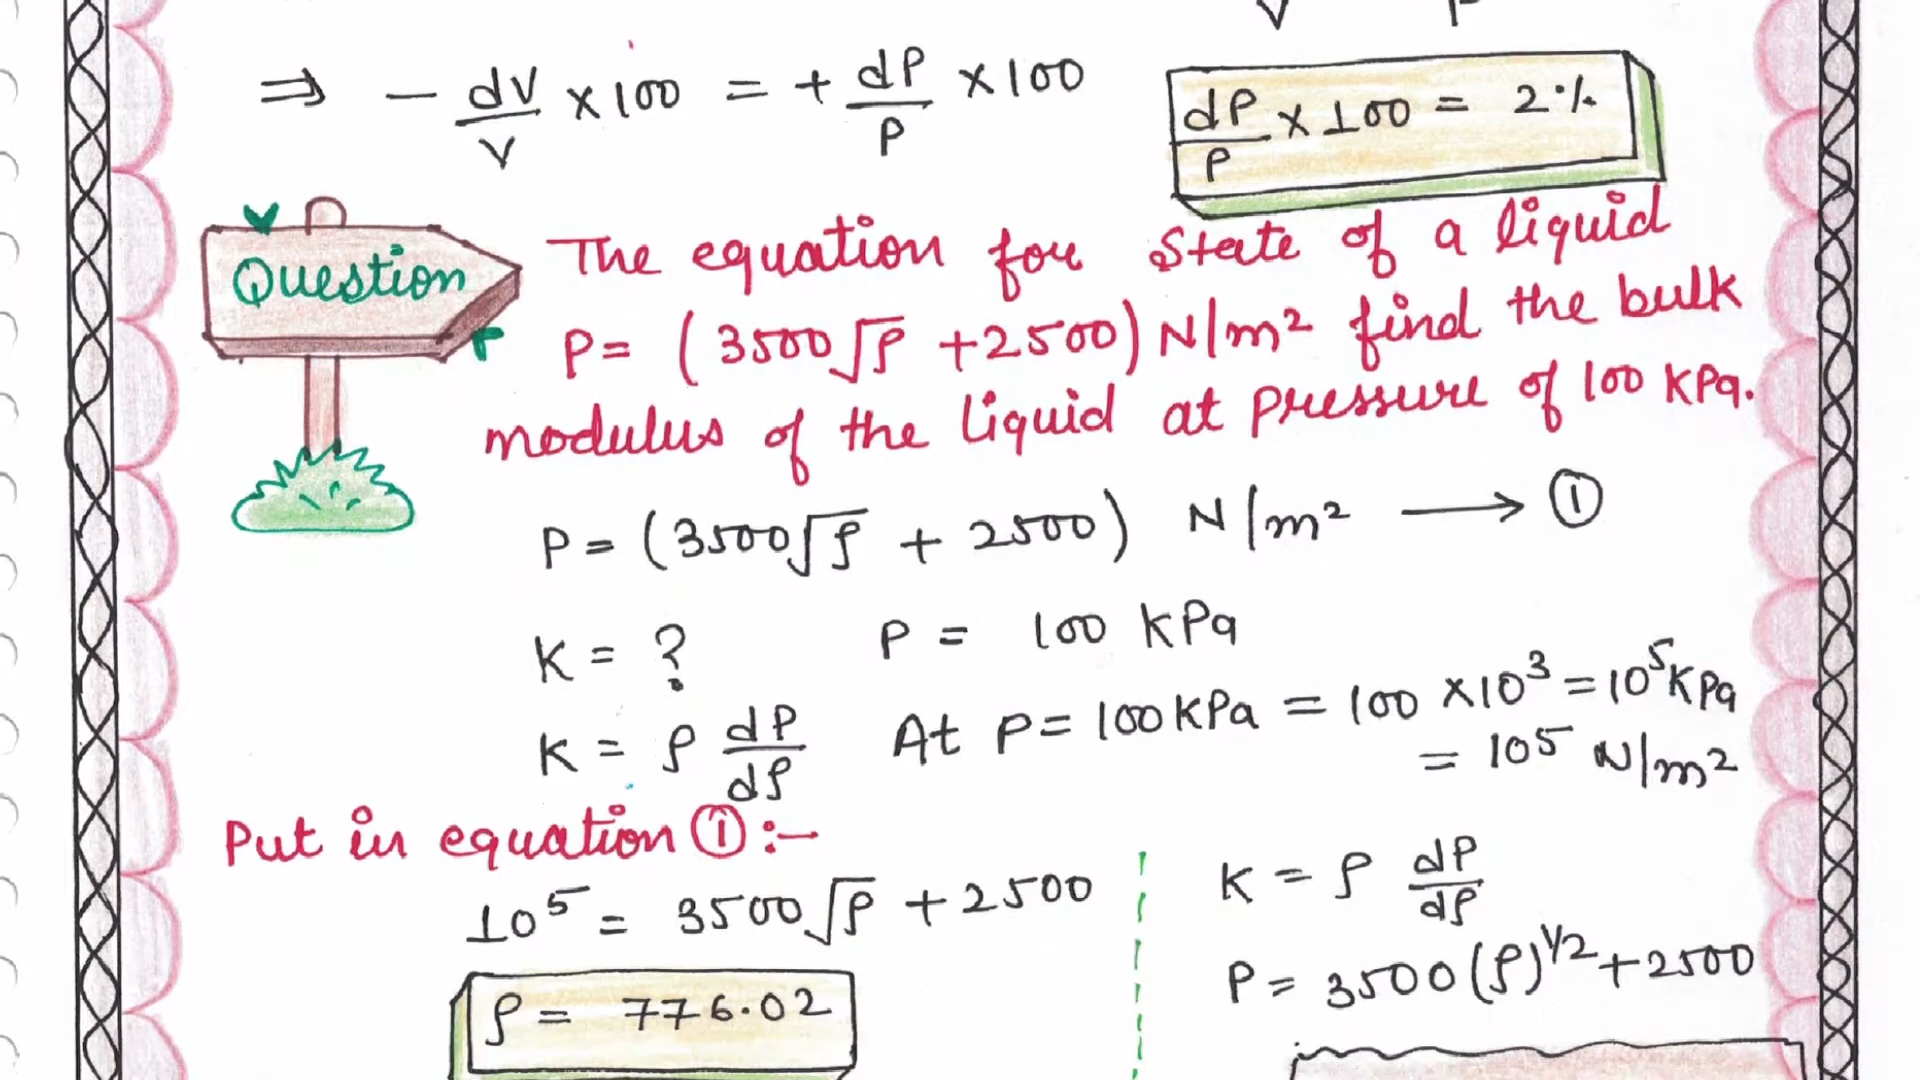 ⇒ - dV/V × 100 = + dP/P × 100
dP/P × 100 = 2%
Question
The equation for State of a liquid
P = (3500√ρ + 2500) N/m² find the bulk
modulus of the liquid at pressure of 100 KPa.
P = (3500√ρ + 2500) N/m² → ①
K = ?
P = 100 KPa
K = ρ dP/dρ
At P = 100 KPa = 100 × 10³ = 10⁵ KPa
= 10⁵ N/m²
Put in equation ① :-
10⁵ = 3500√ρ + 2500
ρ = 776.02
K = ρ dP/dρ
P = 3500(ρ)^1/2 + 2500